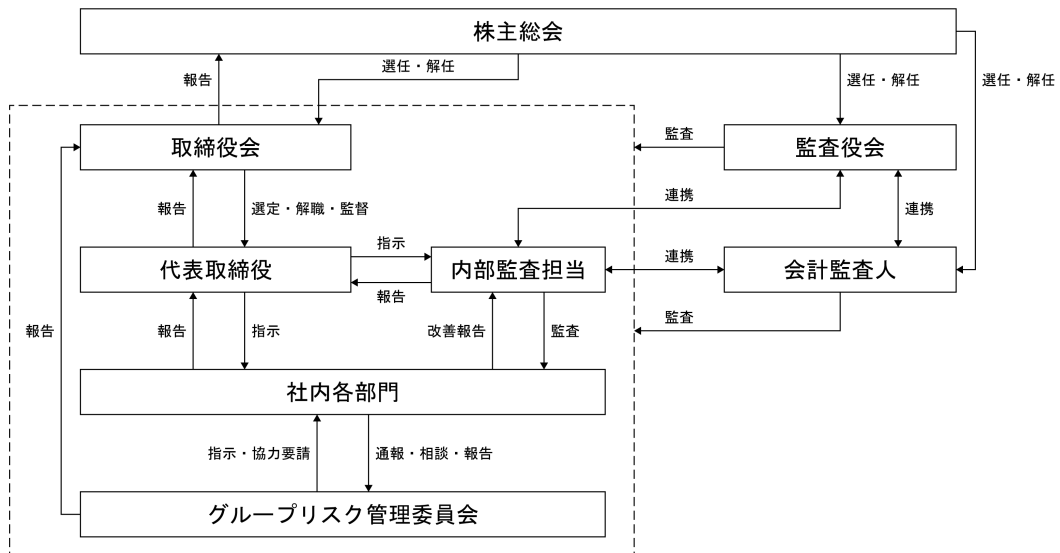 株主総会
報告
選任・解任
選任・解任
選任・解任
取締役会
監査
監査役会
報告
選定・解職・監督
連携
連携
代表取締役
指示
報告
内部監査担当
連携
会計監査人
報告
報告
指示
改善報告
監査
監査
社内各部門
指示・協力要請
通報・相談・報告
グループリスク管理委員会